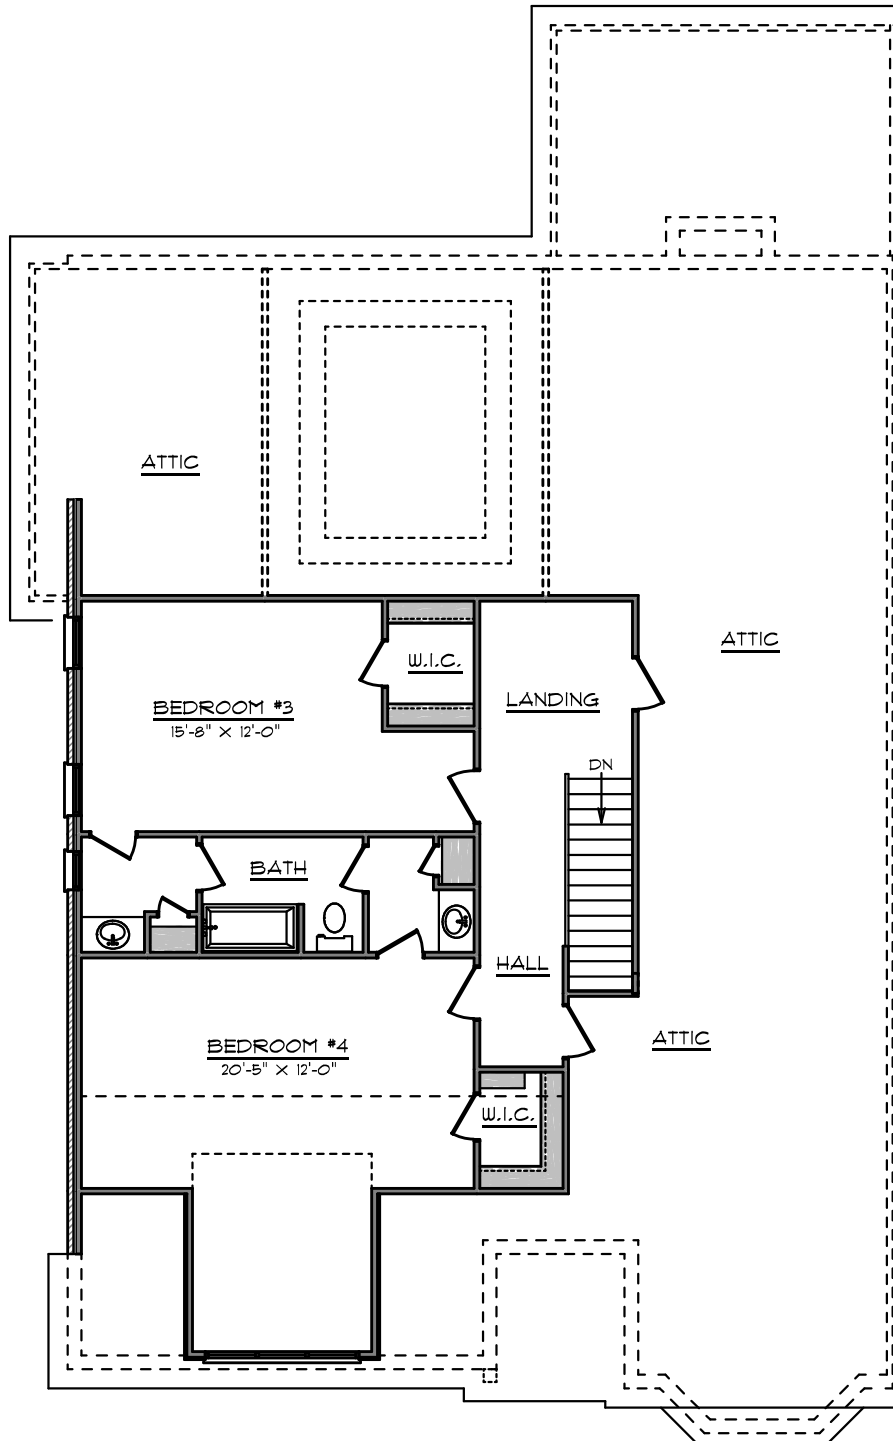 ATTIC
ATTIC
W.I.C.
LANDING
BEDROOM #3
15'-8" X 12'-0"
DN
BATH
HALL
ATTIC
BEDROOM #4
20'-5" X 12'-0"
W.I.C.